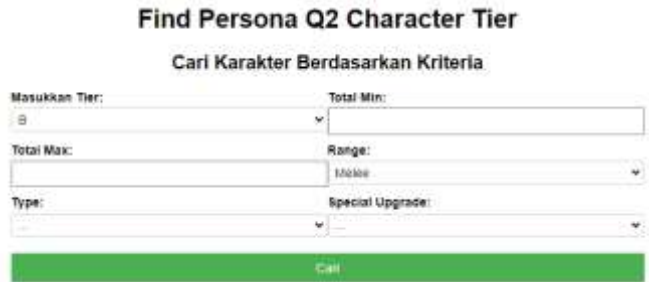 Find Persona Q2 Character Tier
Cari Karakter Berdasarkan Kriteria
Masukkan Tier: Total Min:
B
Total Max: Range:
Melee
Type: Special Upgrade:
... ...
Cari